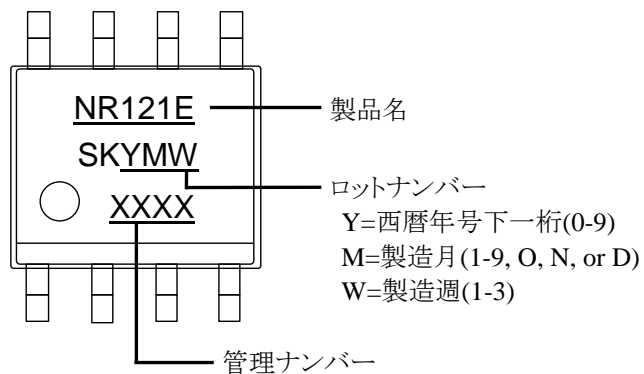 NR121E
製品名
SKYMW
ロットナンバー
XXXX
Y=西暦年号下一桁(0-9)
M=製造月(1-9, O, N, or D)
W=製造週(1-3)
管理ナンバー